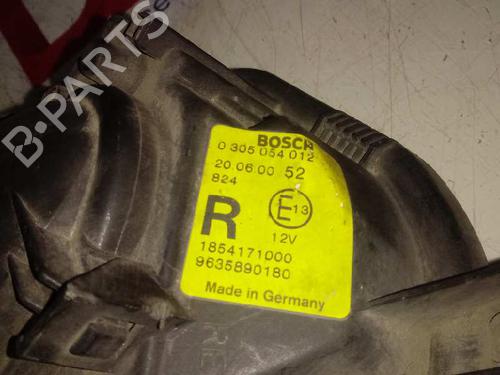 B-PARTS
BOSCH
0 305 054 012
20.06.00 52
824
R
E13
12V
1854171000
9635890180
Made in Germany